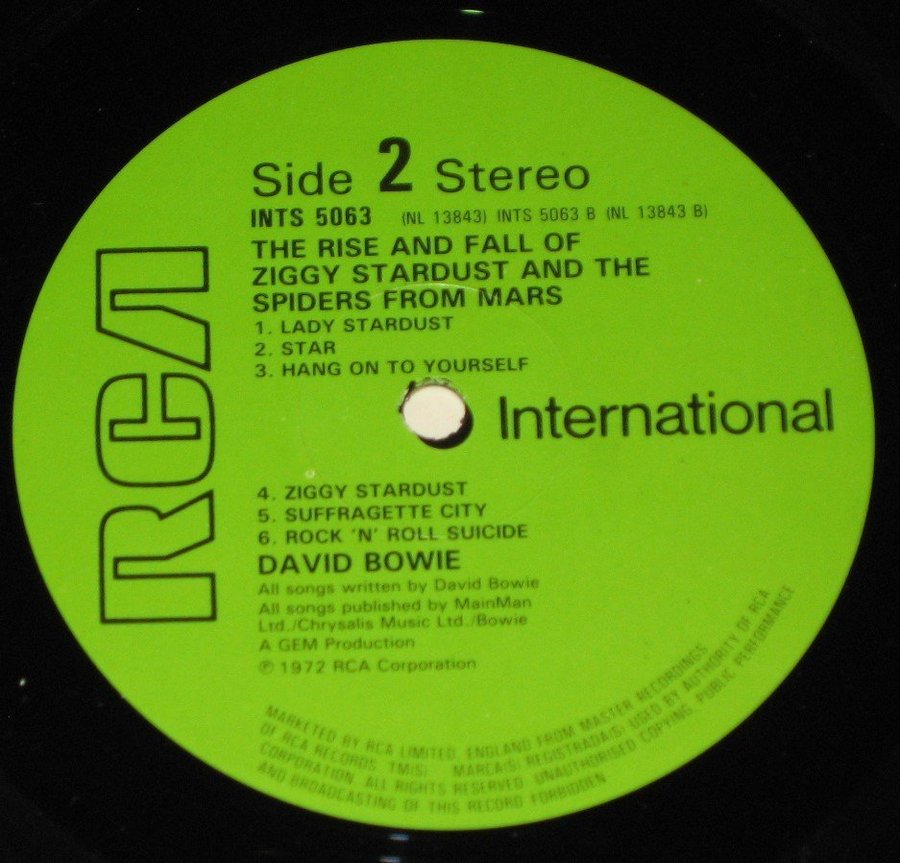 Side 2 Stereo
INTS 5063 (NL 13843) INTS 5063 B (NL 13843 B)
THE RISE AND FALL OF
ZIGGY STARDUST AND THE
SPIDERS FROM MARS
1. LADY STARDUST
2. STAR
3. HANG ON TO YOURSELF
RCA
International
4. ZIGGY STARDUST
5. SUFFRAGETTE CITY
6. ROCK 'N' ROLL SUICIDE
DAVID BOWIE
All songs written by David Bowie
All songs published by MainMan
Ltd./Chrysalis Music Ltd./Bowie
A GEM Production
℗ 1972 RCA Corporation
MARKETED BY RCA LIMITED, ENGLAND FROM MASTER RECORDINGS
OF RCA RECORDS. TM(S) MARCA(S) REGISTRADA(S) USED BY AUTHORITY OF RCA
CORPORATION. ALL RIGHTS RESERVED. UNAUTHORISED COPYING, PUBLIC PERFORMANCE
AND BROADCASTING OF THIS RECORD FORBIDDEN